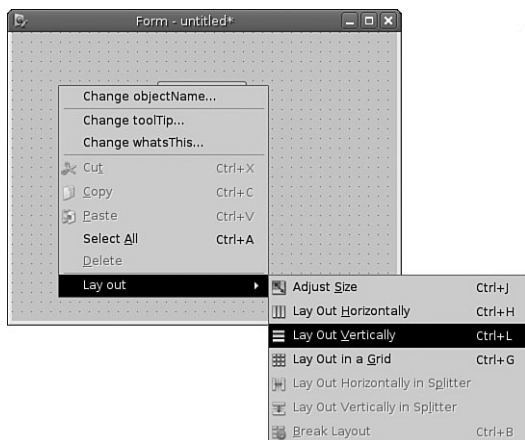 Form - untitled*
Change objectName...
Change toolTip...
Change whatsThis...
Cut Ctrl+X
Copy Ctrl+C
Paste Ctrl+V
Select All Ctrl+A
Delete
Lay out
Adjust Size Ctrl+J
Lay Out Horizontally Ctrl+H
Lay Out Vertically Ctrl+L
Lay Out in a Grid Ctrl+G
Lay Out Horizontally in Splitter
Lay Out Vertically in Splitter
Break Layout Ctrl+B